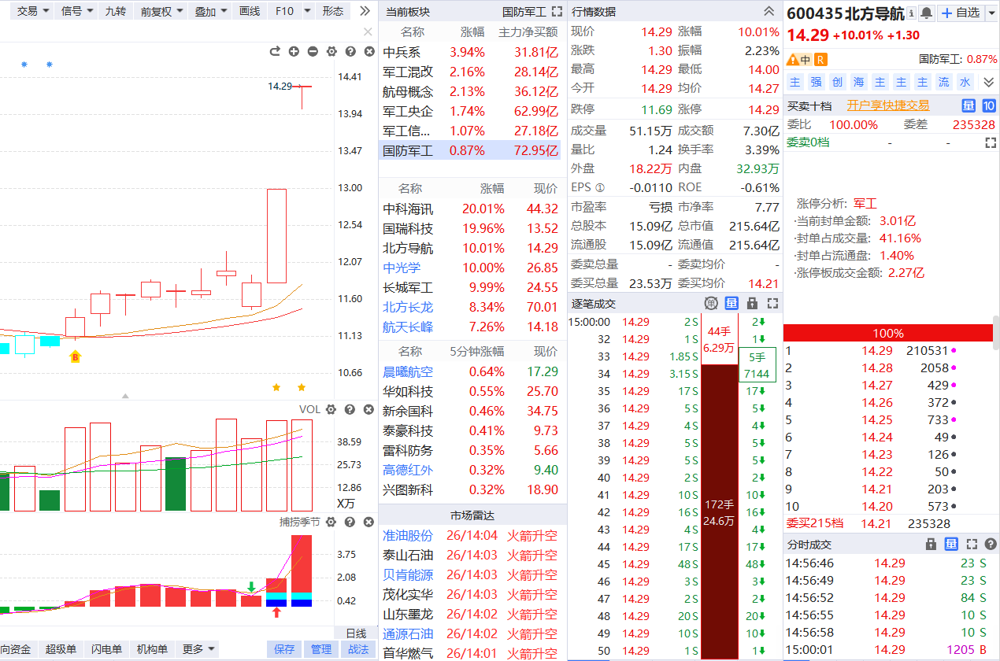 交易 信号 九转 前复权 叠加 画线 F10 形态
14.41
14.29
13.94
13.47
13.00
12.54
12.07
11.60
11.13
B
10.66
VOL
38.59
25.73
12.86
X万
捕捞季节
3.75
2.08
0.42
日线
向资金 超级单 闪电单 机构单 更多 保存 管理 战法
当前板块 国防军工
名称 涨幅 主力净买额
中兵系 3.94% 31.81亿
军工混改 2.16% 28.14亿
航母概念 2.13% 36.12亿
军工央企 1.74% 62.99亿
军工信... 1.07% 27.18亿
国防军工 0.87% 72.95亿
名称 涨幅 现价
中科海讯 20.01% 44.32
国瑞科技 19.96% 13.52
北方导航 10.01% 14.29
中光学 10.00% 26.85
长城军工 9.99% 24.55
北方长龙 8.34% 70.01
航天长峰 7.26% 14.18
名称 5分钟涨幅 现价
晨曦航空 0.64% 17.29
华如科技 0.55% 25.70
新余国科 0.46% 34.75
泰豪科技 0.41% 9.73
雷科防务 0.35% 5.66
高德红外 0.32% 9.40
兴图新科 0.32% 18.90
市场雷达
准油股份 26/14:04 火箭升空
泰山石油 26/14:03 火箭升空
贝肯能源 26/14:03 火箭升空
茂化实华 26/14:03 火箭升空
山东墨龙 26/14:02 火箭升空
通源石油 26/14:02 火箭升空
首华燃气 26/14:01 火箭升空
行情数据
现价 14.29 涨幅 10.01%
涨跌 1.30 振幅 2.23%
最高 14.29 最低 14.00
今开 14.29 均价 14.27
跌停 11.69 涨停 14.29
成交量 51.15万 成交额 7.30亿
量比 1.24 换手率 3.39%
外盘 18.22万 内盘 32.93万
EPS ① -0.0110 ROE -0.61%
市盈率 亏损 市净率 7.77
总股本 15.09亿 总市值 215.64亿
流通股 15.09亿 流通值 215.64亿
委卖总量 - 委卖均价 -
委买总量 23.53万 委买均价 14.21
逐笔成交 单 量
15:00:00 14.29 2 S 2
32 14.29 1 S 1
33 14.29 1.85 S
34 14.29 3.15 S
35 14.29 17 S 17
36 14.29 5 S 5
37 14.29 4 S 4
38 14.29 5 S 5
39 14.29 5 S 5
40 14.29 2 S 2
41 14.29 10 S 10
42 14.29 16 S 16
43 14.29 4 S 4
44 14.29 17 S 17
45 14.29 48 S 48
46 14.29 3 S 3
47 14.29 2 S 2
48 14.29 20 S 20
49 14.29 10 S 10
50 14.29 1 S 1
44手
6.29万
5手
7144
172手
24.6万
600435 北方导航 自选
14.29 +10.01% +1.30
中 R 国防军工: 0.87%
主 强 创 海 主 主 主 流 水
买卖十档 开户享快捷交易 量 10
委比 100.00% 委差 235328
委卖0档 - -
涨停分析: 军工
·当前封单金额: 3.01亿
·封单占成交量: 41.16%
·封单占流通盘: 1.40%
·涨停板成交金额: 2.27亿
100%
1 14.29 210531
2 14.28 2058
3 14.27 429
4 14.26 372
5 14.25 733
6 14.24 49
7 14.23 126
8 14.22 50
9 14.21 203
10 14.20 573
委买215档 14.21 235328
分时成交 量
14:56:46 14.29 23 S
14:56:49 14.29 23 S
14:56:52 14.29 84 S
14:56:55 14.29 10 S
14:56:58 14.29 10 S
15:00:01 14.29 1205 B